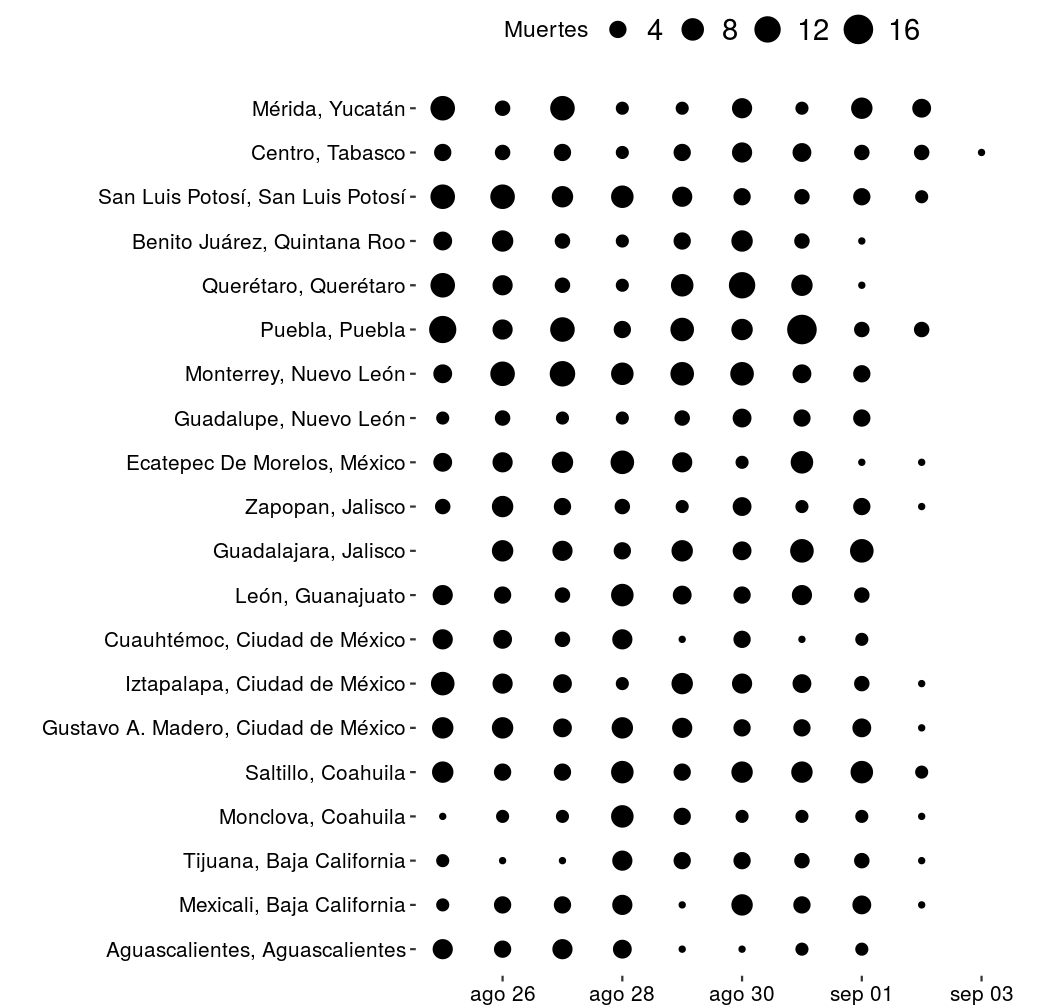 Muertes 4 8 12 16
Mérida, Yucatán
Centro, Tabasco
San Luis Potosí, San Luis Potosí
Benito Juárez, Quintana Roo
Querétaro, Querétaro
Puebla, Puebla
Monterrey, Nuevo León
Guadalupe, Nuevo León
Ecatepec De Morelos, México
Zapopan, Jalisco
Guadalajara, Jalisco
León, Guanajuato
Cuauhtémoc, Ciudad de México
Iztapalapa, Ciudad de México
Gustavo A. Madero, Ciudad de México
Saltillo, Coahuila
Monclova, Coahuila
Tijuana, Baja California
Mexicali, Baja California
Aguascalientes, Aguascalientes
ago 26 ago 28 ago 30 sep 01 sep 03